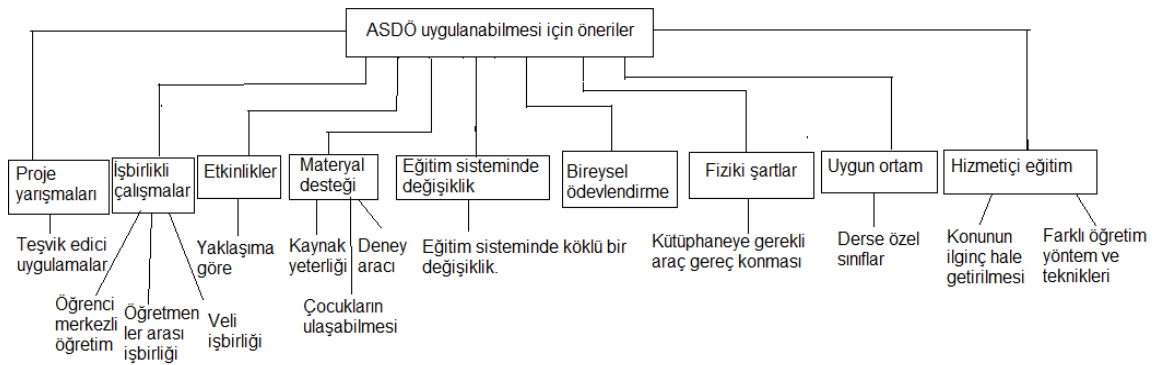 ASDÖ uygulanabilmesi için öneriler
Proje
yarışmaları
İşbirlikli
çalışmalar
Etkinlikler
Materyal
desteği
Eğitim sisteminde
değişiklik
Bireysel
ödevlendirme
Fiziki şartlar
Uygun ortam
Hizmetiçi eğitim
Teşvik edici
uygulamalar
Öğrenci
merkezli
öğretim
Öğretmen
ler arası
işbirliği
Veli
işbirliği
Yaklaşıma
göre
Kaynak
yeterliği
Çocukların
ulaşabilmesi
Deney
aracı
Eğitim sisteminde köklü bir
değişiklik.
Kütüphaneye gerekli
araç gereç konması
Derse özel
sınıflar
Konunun
ilginç hale
getirilmesi
Farklı öğretim
yöntem ve
teknikleri